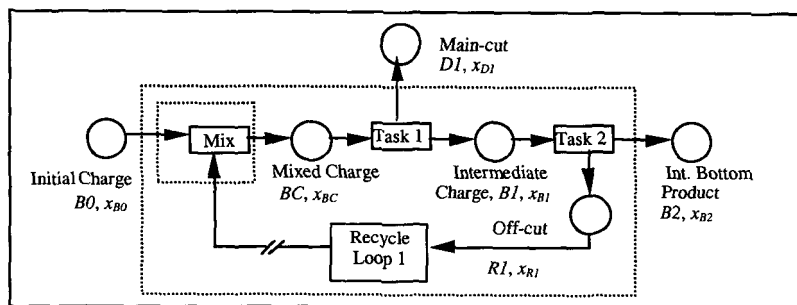 Main-cut
D1, xD1
Mix
Task 1
Task 2
Initial Charge
B0, xB0
Mixed Charge
BC, xBC
Intermediate
Charge, B1, xB1
Int. Bottom
Product
B2, xB2
Off-cut
Recycle
Loop 1
R1, xR1